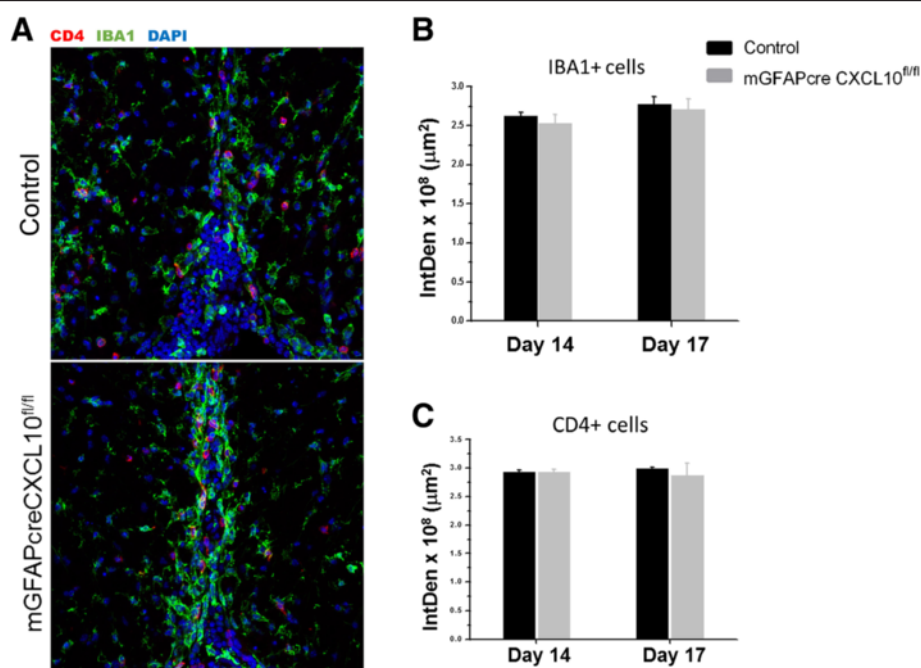 A
CD4 IBA1 DAPI
Control
mGFAPcreCXCL10fl/fl
B
Control
mGFAPcre CXCL10fl/fl
IBA1+ cells
IntDen x 10⁸ (μm²)
3.0
2.5
2.0
1.5
1.0
0.5
0.0
Day 14 Day 17
C
CD4+ cells
IntDen x 10⁸ (μm²)
3.5
3.0
2.5
2.0
1.5
1.0
0.5
0.0
Day 14 Day 17